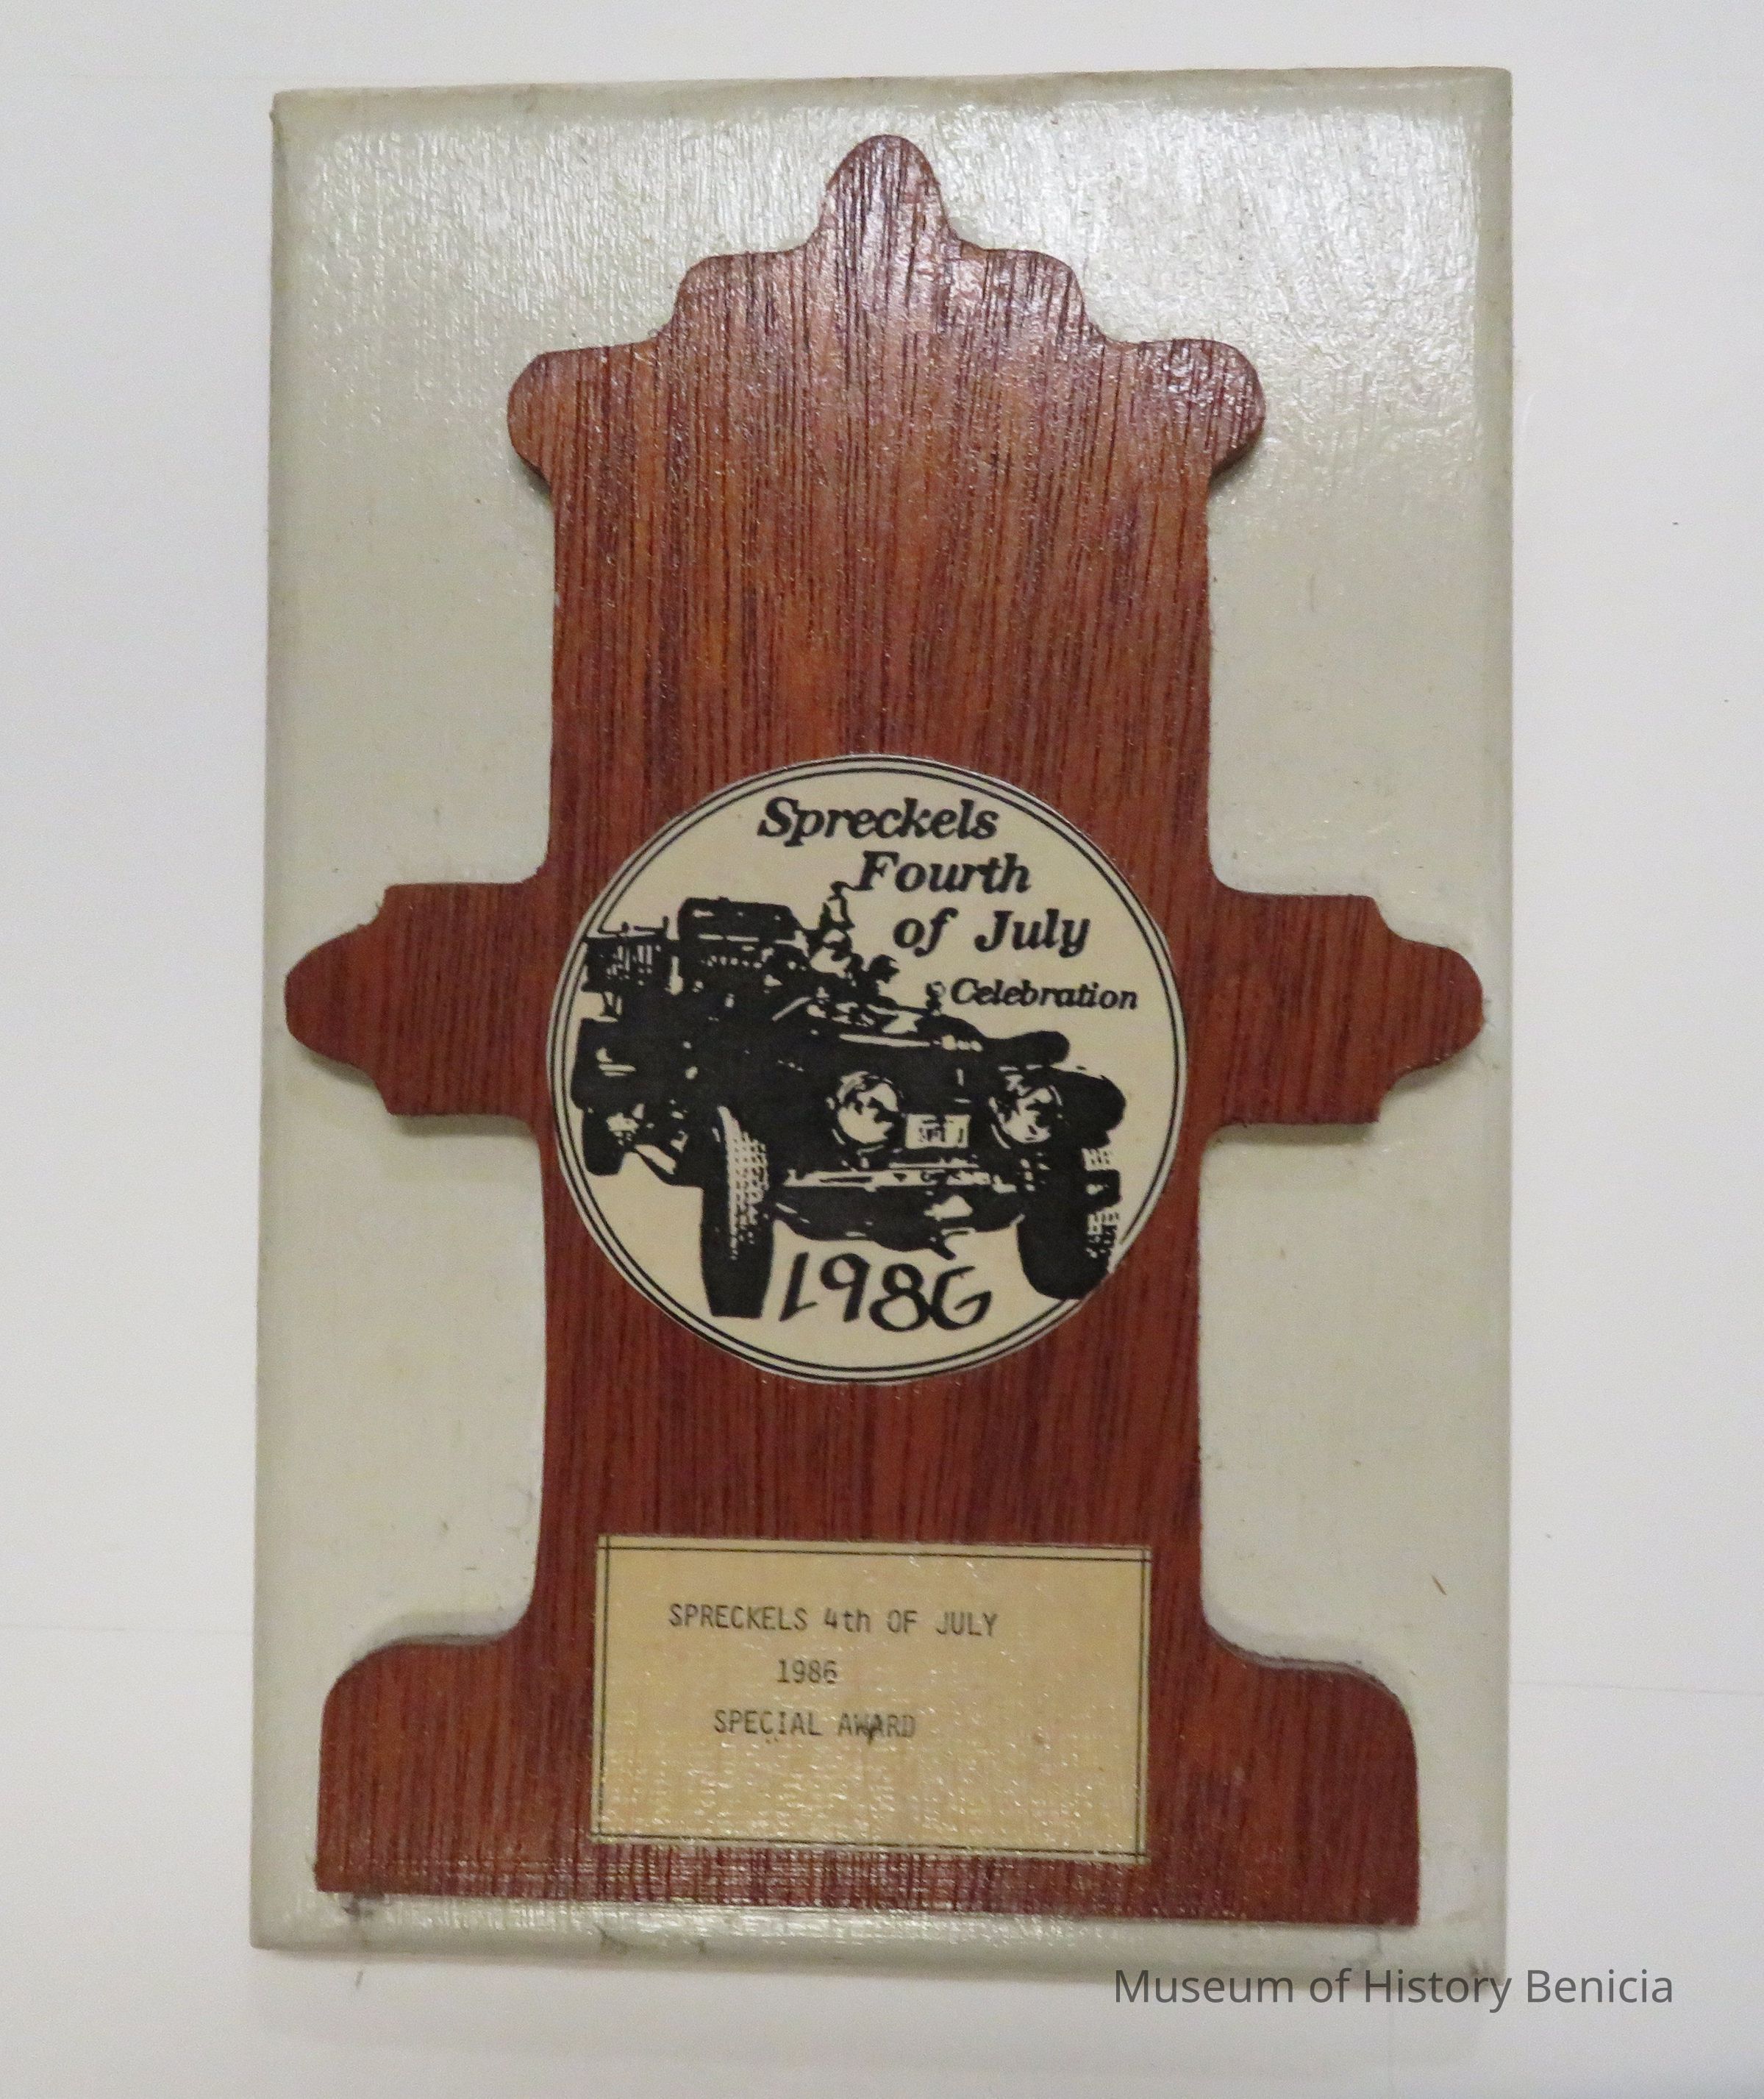 Spreckels
Fourth
of July
Celebration
1986
SPRECKELS 4th OF JULY
1986
SPECIAL AWARD
Museum of History Benicia